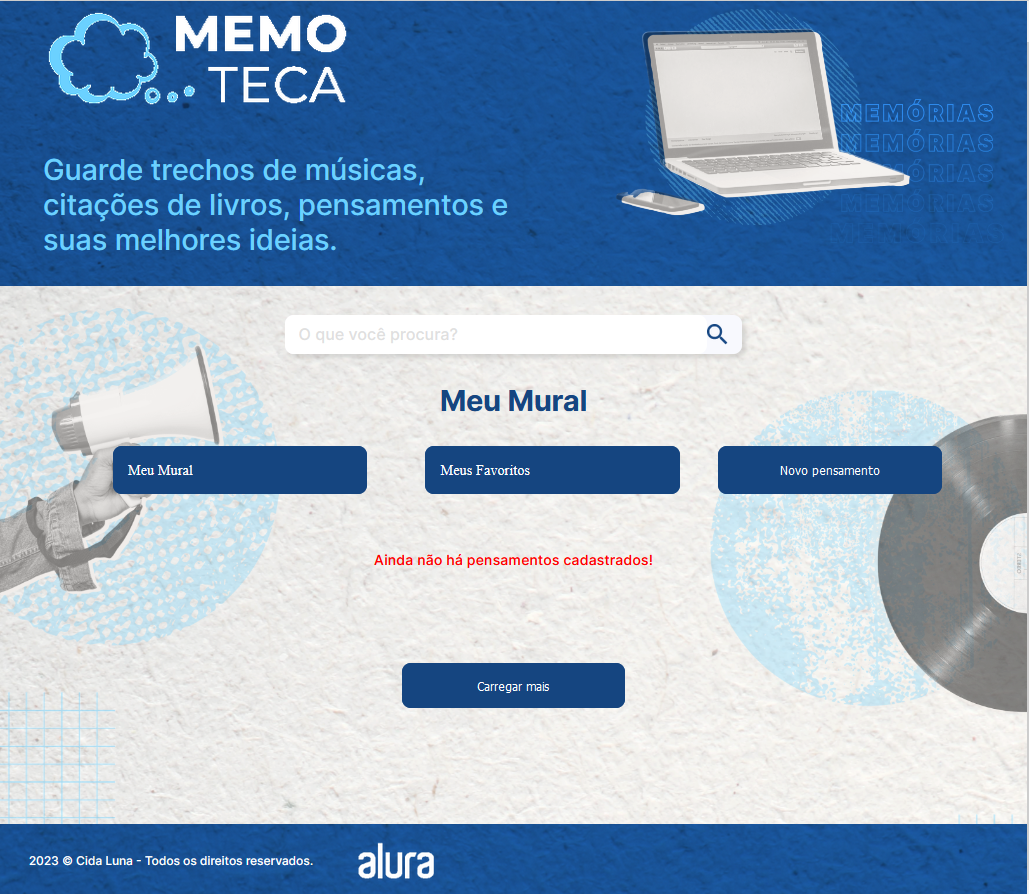 MEMO
TECA
Guarde trechos de músicas,
citações de livros, pensamentos e
suas melhores ideias.
MEMÓRIAS
MEMÓRIAS
MEMÓRIAS
MEMÓRIAS
O que você procura?
Meu Mural
Meu Mural
Meus Favoritos
Novo pensamento
Ainda não há pensamentos cadastrados!
Carregar mais
2023 © Cida Luna - Todos os direitos reservados.
alura